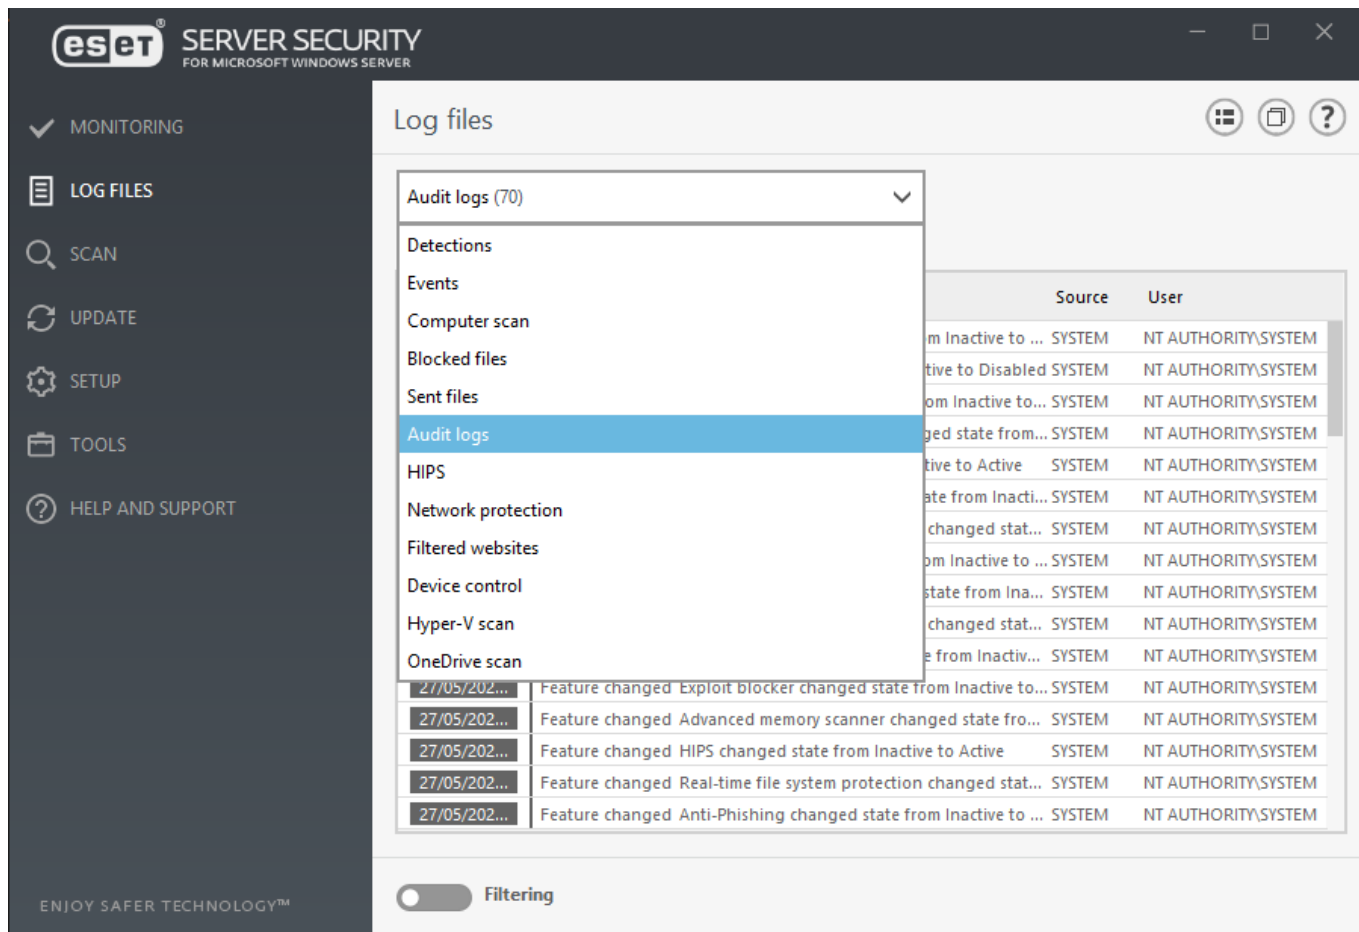 eset® SERVER SECURITY
FOR MICROSOFT WINDOWS SERVER
MONITORING
LOG FILES
SCAN
UPDATE
SETUP
TOOLS
HELP AND SUPPORT
ENJOY SAFER TECHNOLOGY™
Log files
?
Audit logs (70)
Detections
Events
Computer scan
Blocked files
Sent files
Audit logs
HIPS
Network protection
Filtered websites
Device control
Hyper-V scan
OneDrive scan
Source User
m Inactive to ... SYSTEM NT AUTHORITY\SYSTEM
tive to Disabled SYSTEM NT AUTHORITY\SYSTEM
om Inactive to... SYSTEM NT AUTHORITY\SYSTEM
ged state from... SYSTEM NT AUTHORITY\SYSTEM
tive to Active SYSTEM NT AUTHORITY\SYSTEM
ate from Inacti... SYSTEM NT AUTHORITY\SYSTEM
changed stat... SYSTEM NT AUTHORITY\SYSTEM
om Inactive to ... SYSTEM NT AUTHORITY\SYSTEM
state from Ina... SYSTEM NT AUTHORITY\SYSTEM
changed stat... SYSTEM NT AUTHORITY\SYSTEM
e from Inactiv... SYSTEM NT AUTHORITY\SYSTEM
27/05/202... Feature changed Exploit blocker changed state from Inactive to... SYSTEM NT AUTHORITY\SYSTEM
27/05/202... Feature changed Advanced memory scanner changed state fro... SYSTEM NT AUTHORITY\SYSTEM
27/05/202... Feature changed HIPS changed state from Inactive to Active SYSTEM NT AUTHORITY\SYSTEM
27/05/202... Feature changed Real-time file system protection changed stat... SYSTEM NT AUTHORITY\SYSTEM
27/05/202... Feature changed Anti-Phishing changed state from Inactive to ... SYSTEM NT AUTHORITY\SYSTEM
Filtering